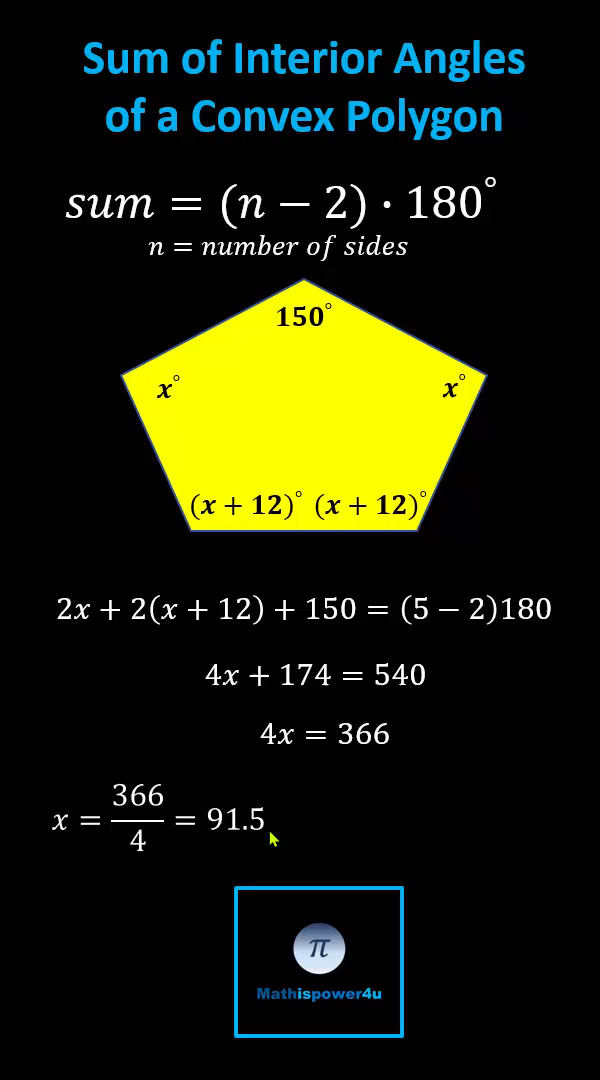 Sum of Interior Angles
of a Convex Polygon
sum = (n − 2) · 180°
n = number of sides
150°
x° x°
(x + 12)° (x + 12)°
2x + 2(x + 12) + 150 = (5 − 2)180
4x + 174 = 540
4x = 366
x = 366/4 = 91.5
π
Mathispower4u